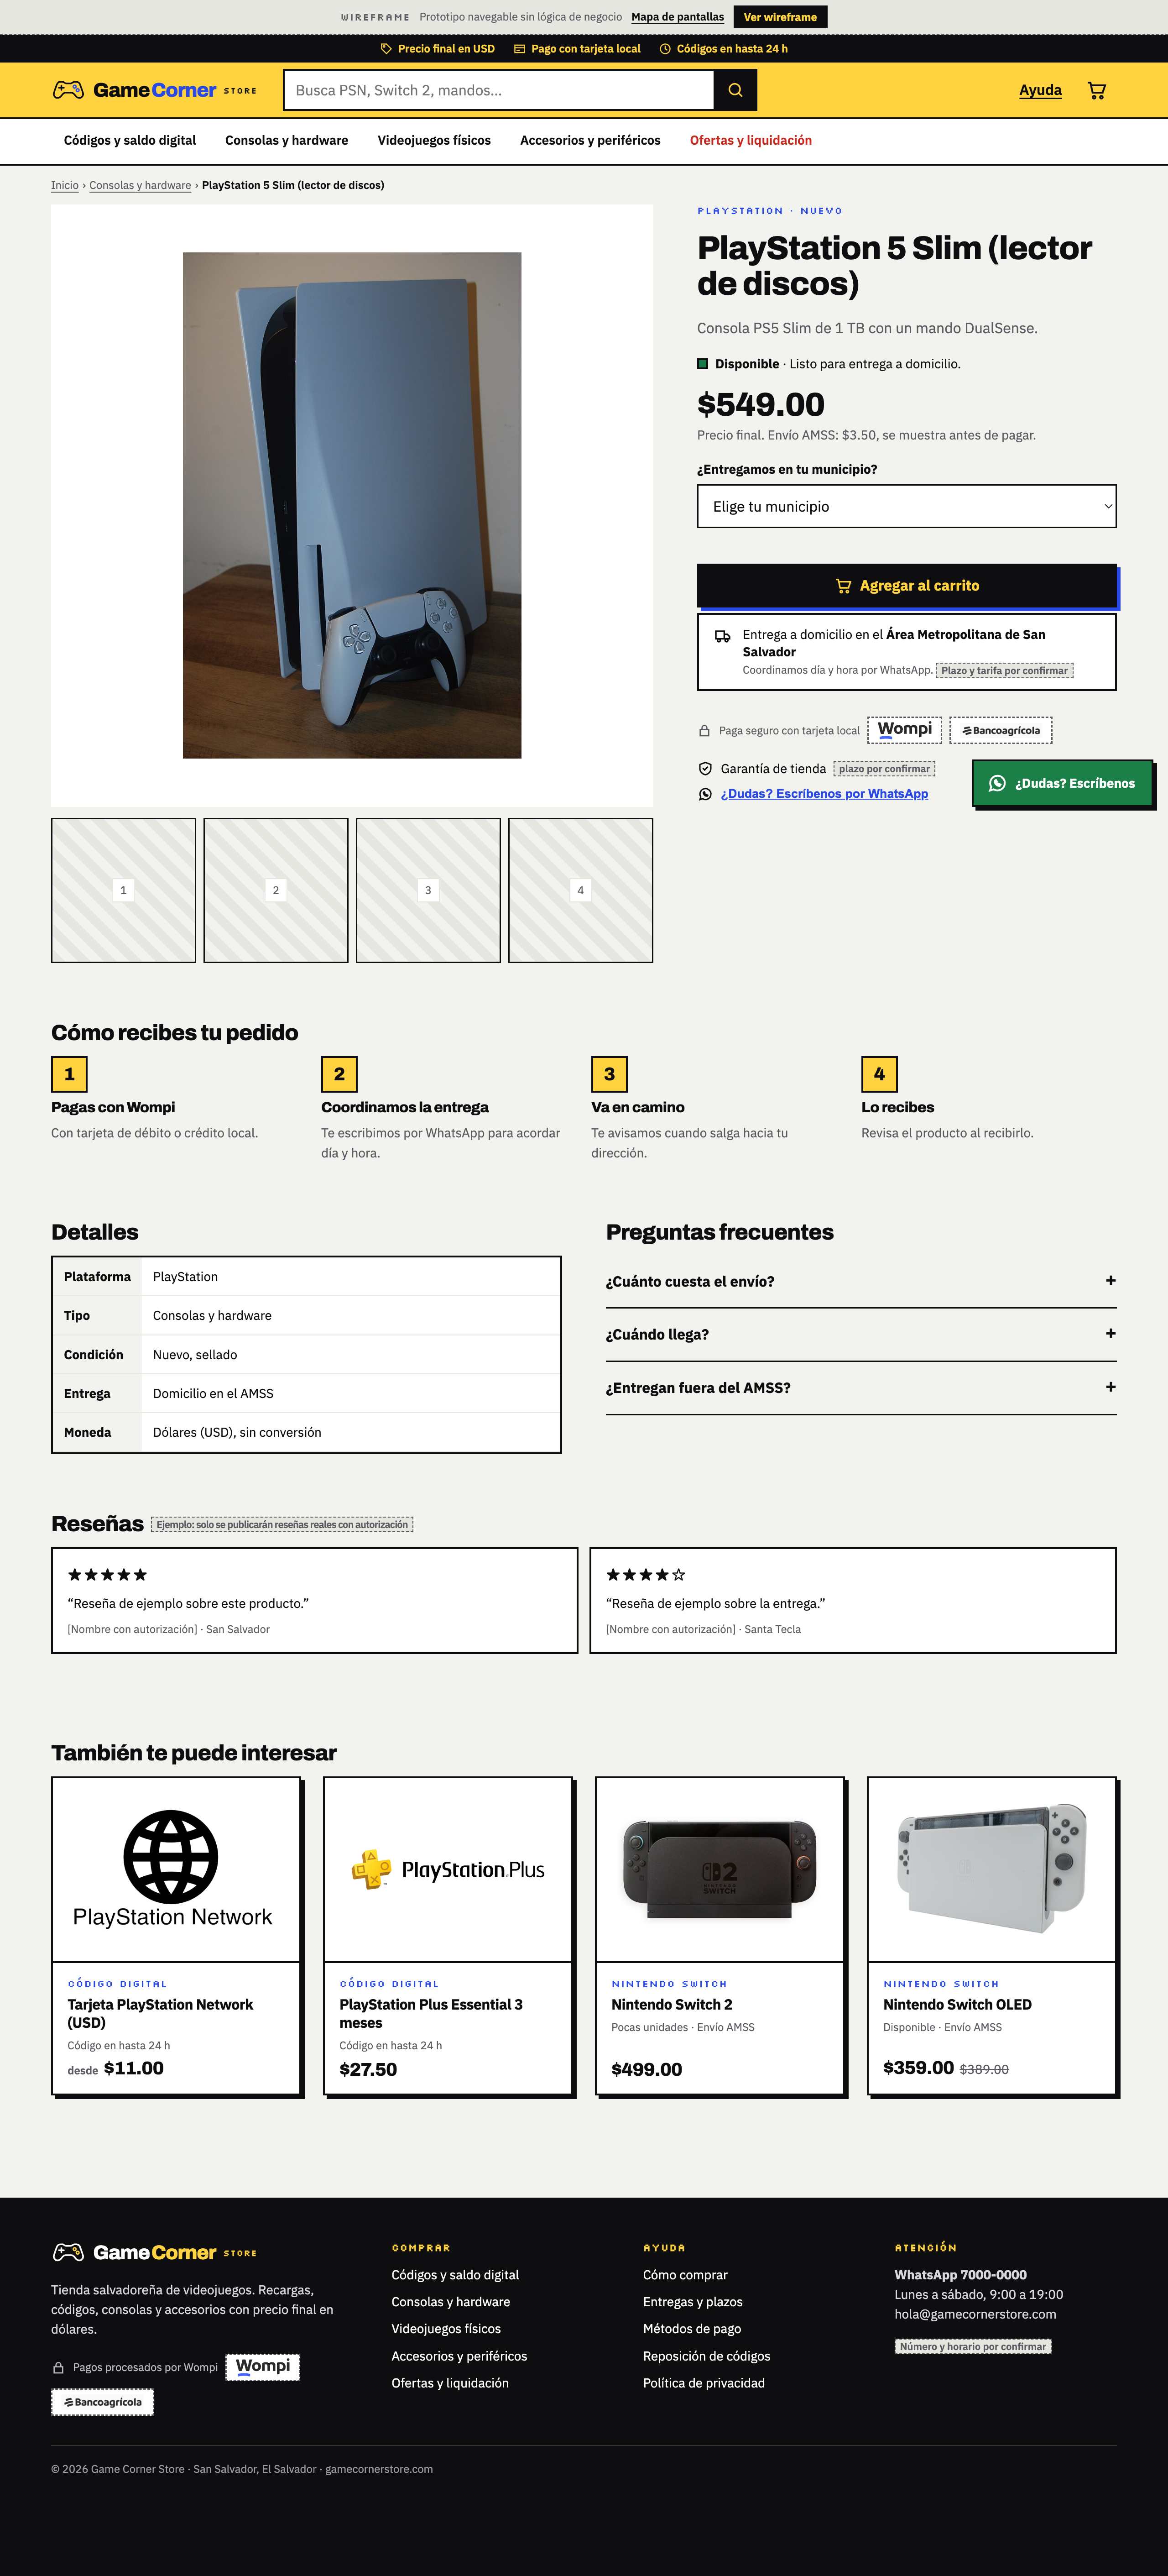 WIREFRAME Prototipo navegable sin lógica de negocio Mapa de pantallas Ver wireframe
Precio final en USD Pago con tarjeta local Códigos en hasta 24 h
GameCorner STORE Busca PSN, Switch 2, mandos... Ayuda
Códigos y saldo digital Consolas y hardware Videojuegos físicos Accesorios y periféricos Ofertas y liquidación
Inicio › Consolas y hardware › PlayStation 5 Slim (lector de discos)
PLAYSTATION · NUEVO
PlayStation 5 Slim (lector
de discos)
Consola PS5 Slim de 1 TB con un mando DualSense.
Disponible · Listo para entrega a domicilio.
$549.00
Precio final. Envío AMSS: $3.50, se muestra antes de pagar.
¿Entregamos en tu municipio?
Elige tu municipio
Agregar al carrito
Entrega a domicilio en el Área Metropolitana de San
Salvador
Coordinamos día y hora por WhatsApp. Plazo y tarifa por confirmar
Paga seguro con tarjeta local Wompi Bancoagrícola
Garantía de tienda plazo por confirmar
¿Dudas? Escríbenos por WhatsApp
¿Dudas? Escríbenos
1 2 3 4
Cómo recibes tu pedido
1 2 3 4
Pagas con Wompi Coordinamos la entrega Va en camino Lo recibes
Con tarjeta de débito o crédito local. Te escribimos por WhatsApp para acordar Te avisamos cuando salga hacia tu Revisa el producto al recibirlo.
día y hora. dirección.
Detalles
Plataforma PlayStation
Tipo Consolas y hardware
Condición Nuevo, sellado
Entrega Domicilio en el AMSS
Moneda Dólares (USD), sin conversión
Preguntas frecuentes
¿Cuánto cuesta el envío? +
¿Cuándo llega? +
¿Entregan fuera del AMSS? +
Reseñas Ejemplo: solo se publicarán reseñas reales con autorización
★★★★★
“Reseña de ejemplo sobre este producto.”
[Nombre con autorización] · San Salvador
★★★★☆
“Reseña de ejemplo sobre la entrega.”
[Nombre con autorización] · Santa Tecla
También te puede interesar
PlayStation Network
CÓDIGO DIGITAL
Tarjeta PlayStation Network
(USD)
Código en hasta 24 h
desde $11.00
PlayStation.Plus
CÓDIGO DIGITAL
PlayStation Plus Essential 3
meses
Código en hasta 24 h
$27.50
2
NINTENDO
SWITCH
NINTENDO SWITCH
Nintendo Switch 2
Pocas unidades · Envío AMSS
$499.00
NINTENDO SWITCH
Nintendo Switch OLED
Disponible · Envío AMSS
$359.00 $389.00
GameCorner STORE
Tienda salvadoreña de videojuegos. Recargas,
códigos, consolas y accesorios con precio final en
dólares.
Pagos procesados por Wompi Wompi
Bancoagrícola
COMPRAR
Códigos y saldo digital
Consolas y hardware
Videojuegos físicos
Accesorios y periféricos
Ofertas y liquidación
AYUDA
Cómo comprar
Entregas y plazos
Métodos de pago
Reposición de códigos
Política de privacidad
ATENCIÓN
WhatsApp 7000-0000
Lunes a sábado, 9:00 a 19:00
hola@gamecornerstore.com
Número y horario por confirmar
© 2026 Game Corner Store · San Salvador, El Salvador · gamecornerstore.com